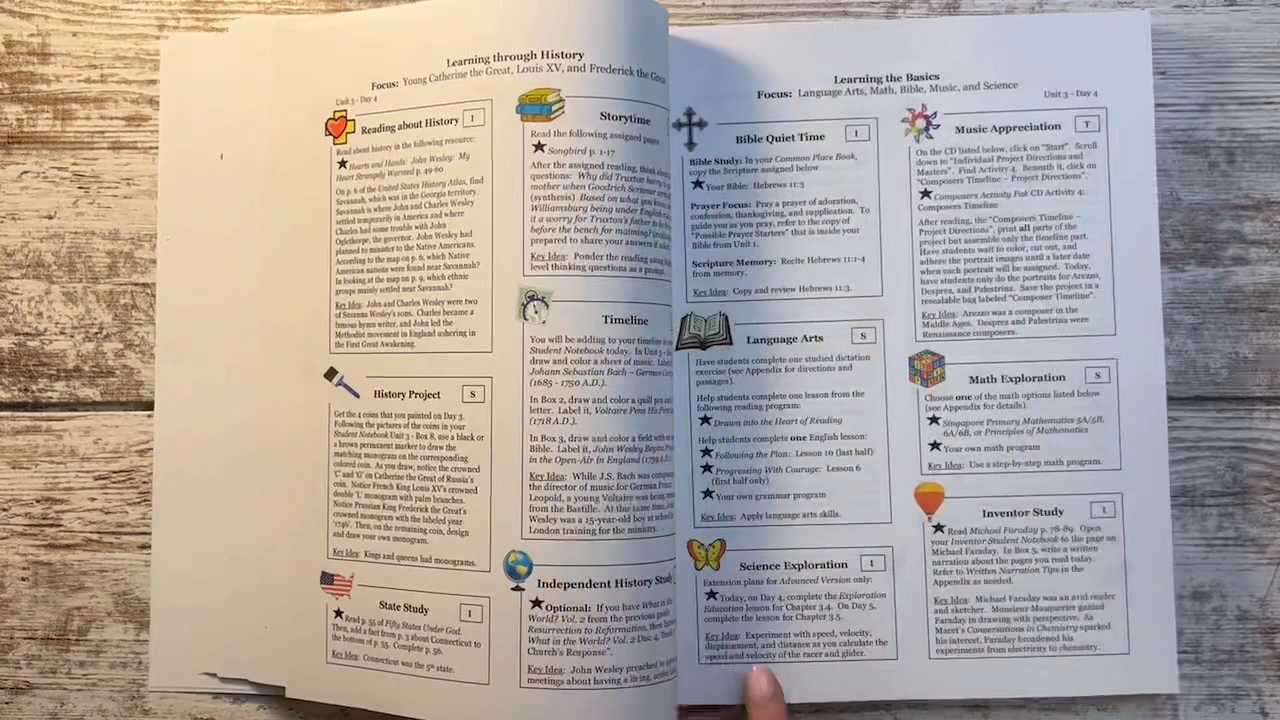 Learning through History
Focus: Young Catherine the Great, Louis XV, and Frederick the Great
Unit 3 - Day 4
Reading about History
I
Read about history in the following resource:
Hearts and Hands: John Wesley: My
Heart Strangely Warmed p. 49-60
On p. 6 of the United States History Atlas, find
Savannah, which was in the Georgia territory.
Savannah is where John and Charles Wesley
settled temporarily in America and where
Charles had some trouble with John
Oglethorpe, the governor. John Wesley had
planned to minister to the Native Americans.
According to the map on p. 6, which Native
American nations were found near Savannah?
In looking at the map on p. 9, which ethnic
groups mainly settled near Savannah?
Key Idea: John and Charles Wesley were two
of Susanna Wesley's sons. Charles became a
famous hymn writer, and John led the
Methodist movement in England ushering in
the First Great Awakening.
History Project
S
Get the 4 coins that you painted on Day 3.
Following the pictures of the coins in your
Student Notebook Unit 3 - Box 8, use a black or
a brown permanent marker to draw the
matching monogram on the corresponding
colored coin. As you draw, notice the crowned
'C' and 'G' on Catherine the Great of Russia's
coin. Notice French King Louis XV's crowned
double 'L' monogram with palm branches.
Notice Prussian King Frederick the Great's
crowned monogram with the labeled year
'1746'. Then, on the remaining coin, design
and draw your own monogram.
Key Idea: Kings and queens had monograms.
State Study
I
Read p. 55 of Fifty States Under God.
Then, add a fact from p. 3 about Connecticut to
the bottom of p. 55. Complete p. 56.
Key Idea: Connecticut was the 5th state.
Storytime
Read the following assigned pages:
Songbird p. 1-17
After the assigned reading, think about
questions: Why did Truxton
mother when Goodrich Scrivner
(synthesis) Based on what you know
Williamsburg being under English
it a worry for Truxton's father to
before the bench for maiming?
prepared to share your answers if
Key Idea: Ponder the reading using
level thinking questions as a prompt.
Timeline
You will be adding to your timeline in
Student Notebook today. In Unit 3 -
draw and color a sheet of music. Label
Johann Sebastian Bach – German
(1685 - 1750 A.D.).
In Box 2, draw and color a quill pen
letter. Label it, Voltaire Pens His First
(1718 A.D.).
In Box 3, draw and color a field with
Bible. Label it, John Wesley Begins
in the Open-Air in England (1739 A.D.)
Key Idea: While J.S. Bach was
the director of music for German Prince
Leopold, a young Voltaire was being
from the Bastille. At this same time, John
Wesley was a 15-year-old boy at school in
London training for the ministry.
Independent History Study
Optional: If you have What in the
World? Vol. 2 from the previous guide
Resurrection to Reformation, then
What in the World? Vol. 2 Disc 4,
Church's Response".
Key Idea: John Wesley preached
meetings about having a living,
Learning the Basics
Focus: Language Arts, Math, Bible, Music, and Science
Unit 3 - Day 4
Bible Quiet Time
I
Bible Study: In your Common Place Book,
copy the Scripture assigned below.
Your Bible: Hebrews 11:3
Prayer Focus: Pray a prayer of adoration,
confession, thanksgiving, and supplication. To
guide you as you pray, refer to the copy of
"Possible Prayer Starters" that is inside your
Bible from Unit 1.
Scripture Memory: Recite Hebrews 11:1-4
from memory.
Key Idea: Copy and review Hebrews 11:3.
Language Arts
S
Have students complete one studied dictation
exercise (see Appendix for directions and
passages).
Help students complete one lesson from the
following reading program:
Drawn into the Heart of Reading
Help students complete one English lesson:
Following the Plan: Lesson 10 (last half)
Progressing With Courage: Lesson 6
(first half only)
Your own grammar program
Key Idea: Apply language arts skills.
Science Exploration
I
Extension plans for Advanced Version only:
Today, on Day 4, complete the Exploration
Education lesson for Chapter 3.4. On Day 5,
complete the lesson for Chapter 3.5.
Key Idea: Experiment with speed, velocity,
displacement, and distance as you calculate the
speed and velocity of the racer and glider.
Music Appreciation
T
On the CD listed below, click on "Start". Scroll
down to "Individual Project Directions and
Masters". Find Activity 4. Beneath it, click on
"Composers Timeline – Project Directions".
Composers Activity Pak CD Activity 4:
Composers Timeline
After reading, the "Composers Timeline –
Project Directions", print all parts of the
project but assemble only the timeline part.
Have students wait to color, cut out, and
adhere the portrait images until a later date
when each portrait will be assigned. Today,
have students only do the portraits for Arezzo,
Desprez, and Palestrina. Save the project in a
resealable bag labeled "Composer Timeline".
Key Idea: Arezzo was a composer in the
Middle Ages. Desprez and Palestrina were
Renaissance composers.
Math Exploration
S
Choose one of the math options listed below
(see Appendix for details).
Singapore Primary Mathematics 5A/5B,
6A/6B, or Principles of Mathematics
Your own math program
Key Idea: Use a step-by-step math program.
Inventor Study
I
Read Michael Faraday p. 78-89. Open
your Inventor Student Notebook to the page on
Michael Faraday. In Box 5, write a written
narration about the pages you read today.
Refer to Written Narration Tips in the
Appendix as needed.
Key Idea: Michael Faraday was an avid reader
and sketcher. Monsieur Masquerier guided
Faraday in drawing with perspective. As
Macet's Conversations in Chemistry sparked
his interest, Faraday broadened his
experiments from electricity to chemistry.